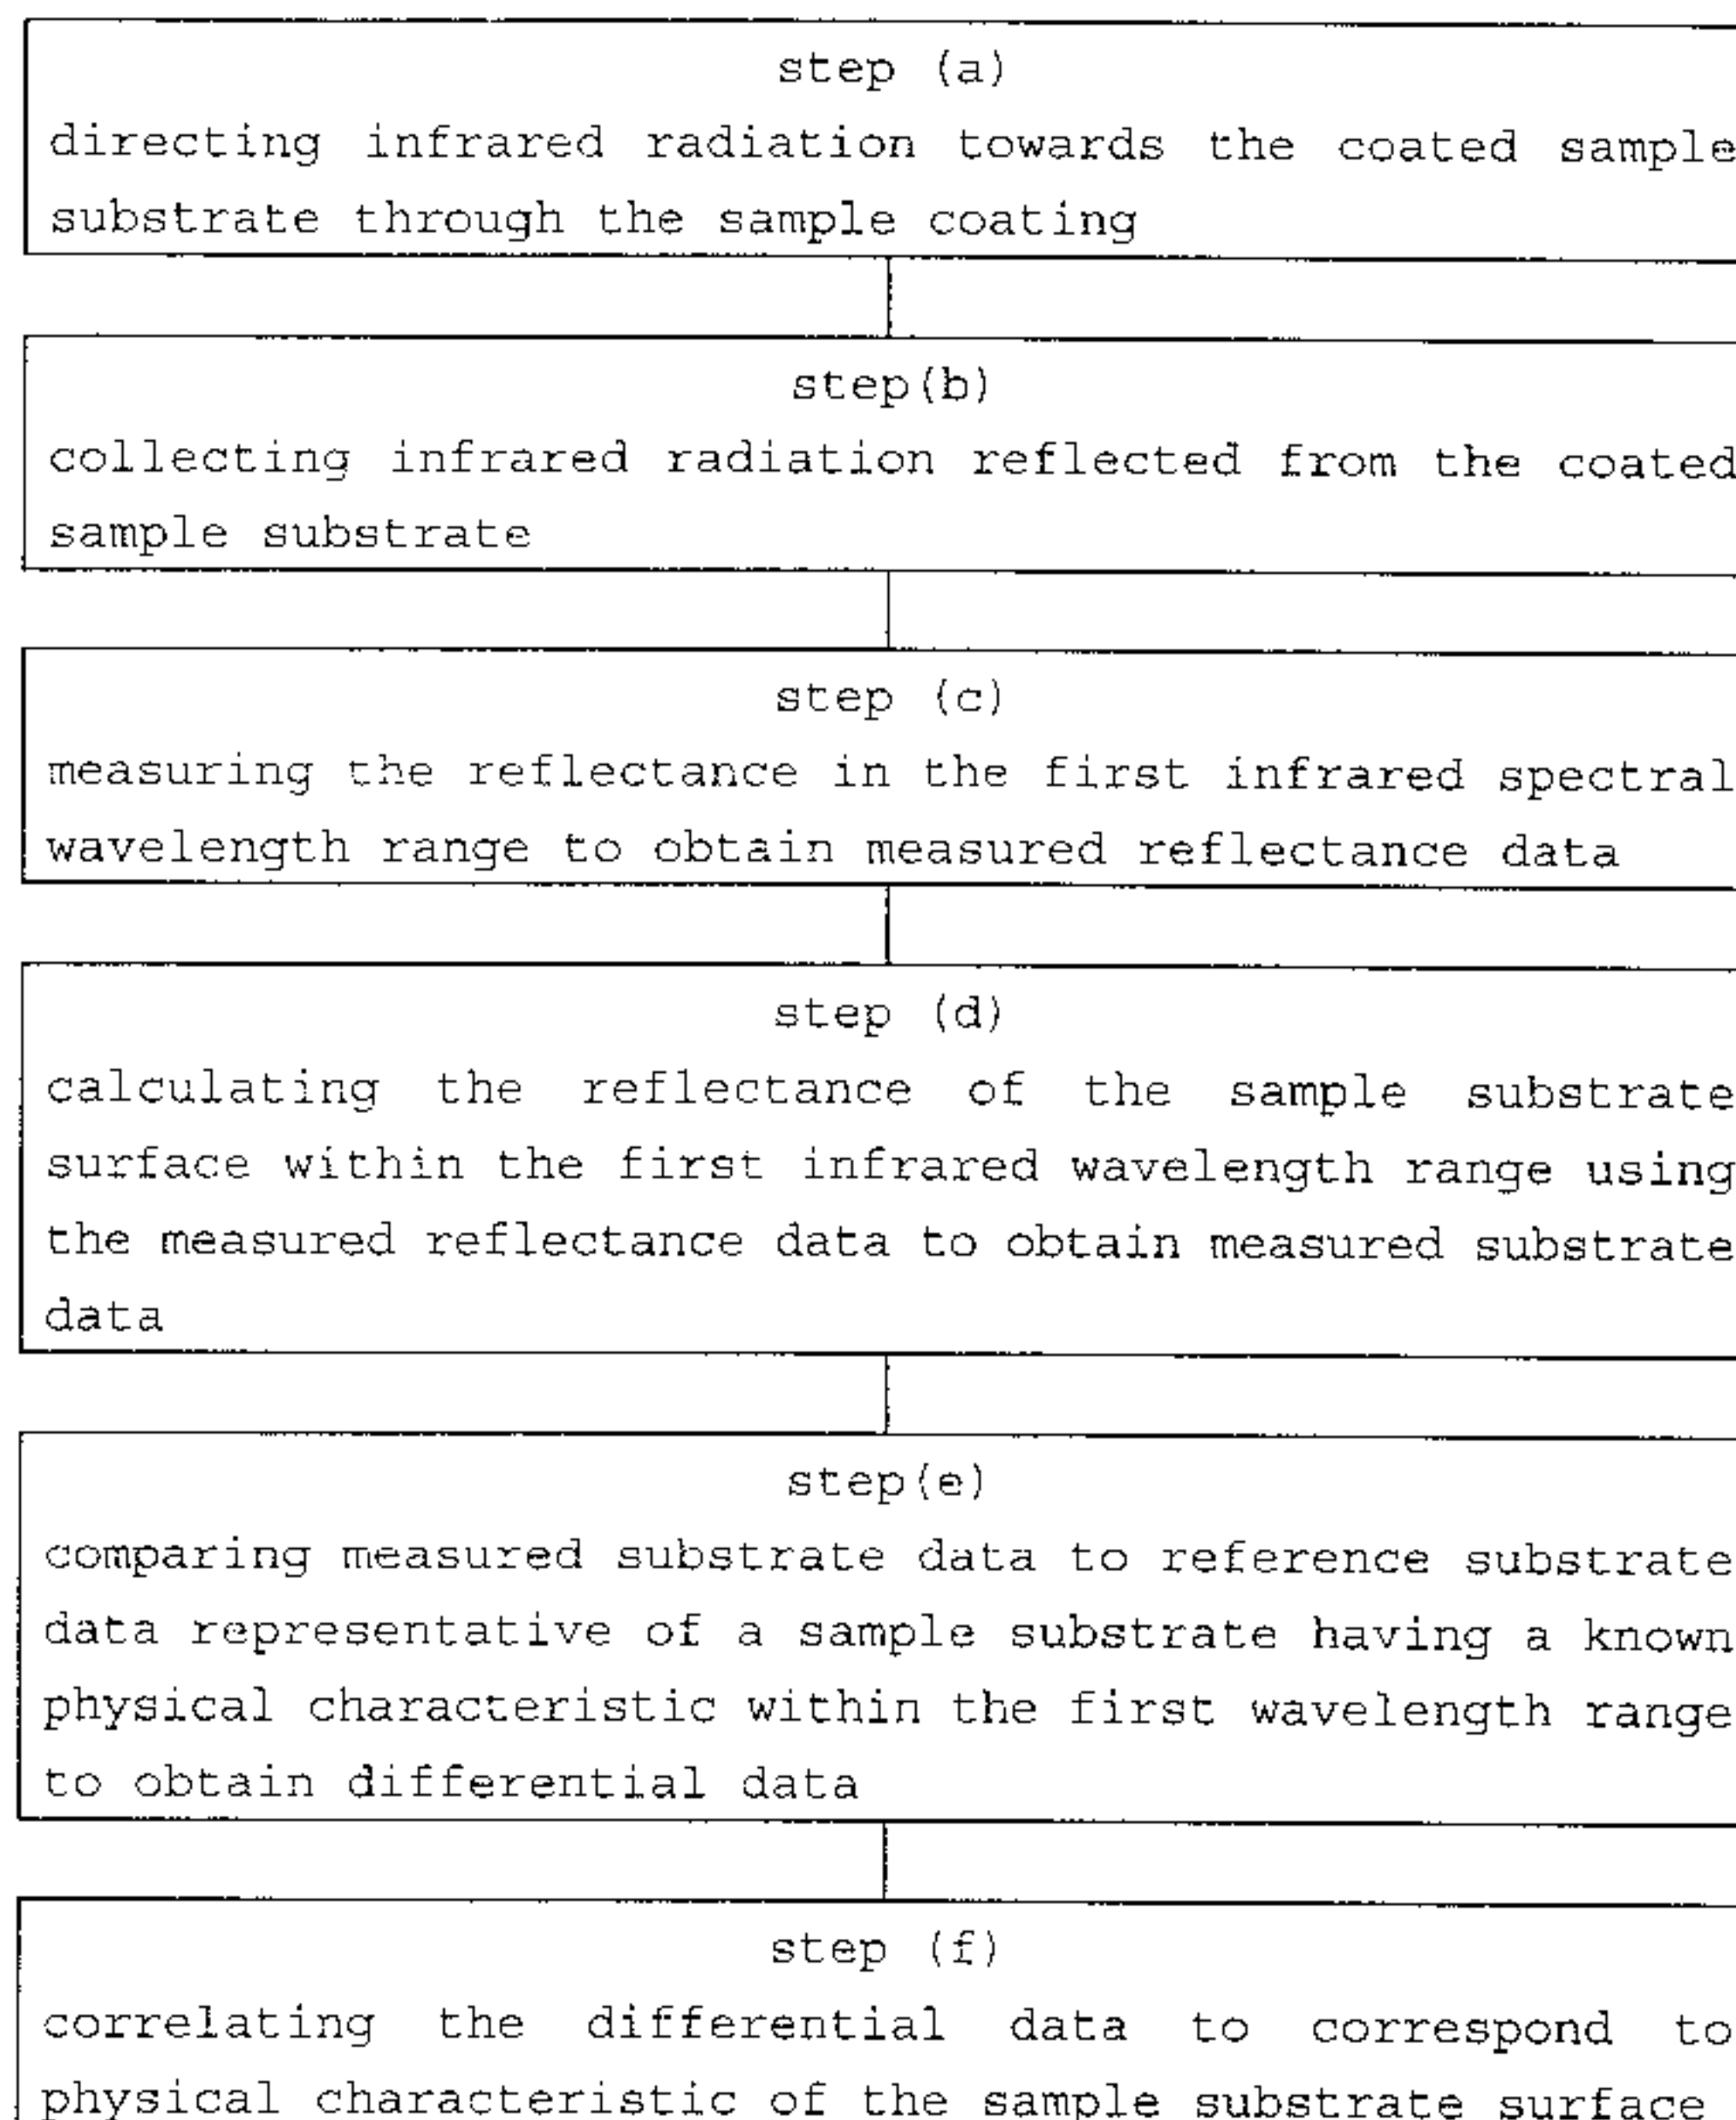 step (a)
directing infrared radiation towards the coated sample
substrate through the sample coating
step(b)
collecting infrared radiation reflected from the coated
sample substrate
step (c)
measuring the reflectance in the first infrared spectral
wavelength range to obtain measured reflectance data
step (d)
calculating the reflectance of the sample substrate
surface within the first infrared wavelength range using
the measured reflectance data to obtain measured substrate
data
step(e)
comparing measured substrate data to reference substrate
data representative of a sample substrate having a known
physical characteristic within the first wavelength range
to obtain differential data
step (f)
correlating the differential data to correspond to
physical characteristic of the sample substrate surface